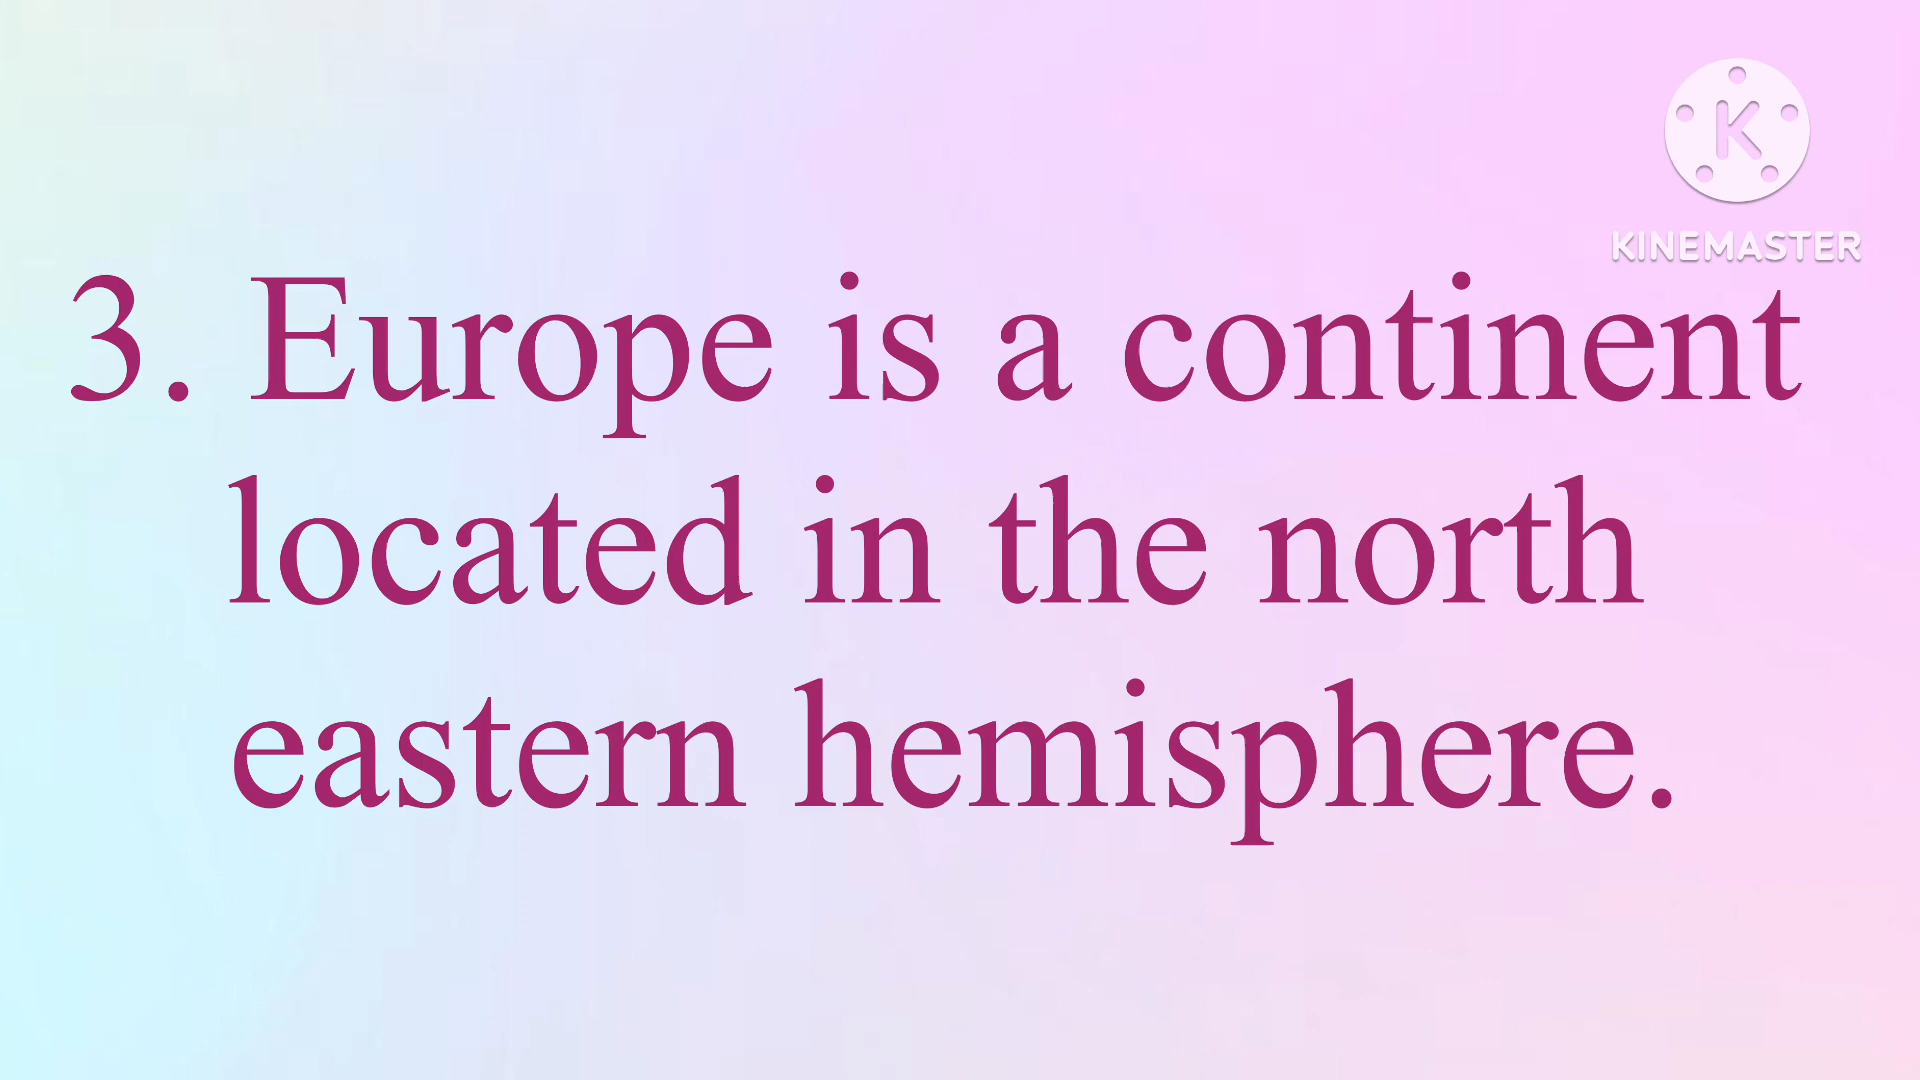 KINEMASTER
3. Europe is a continent
located in the north
eastern hemisphere.